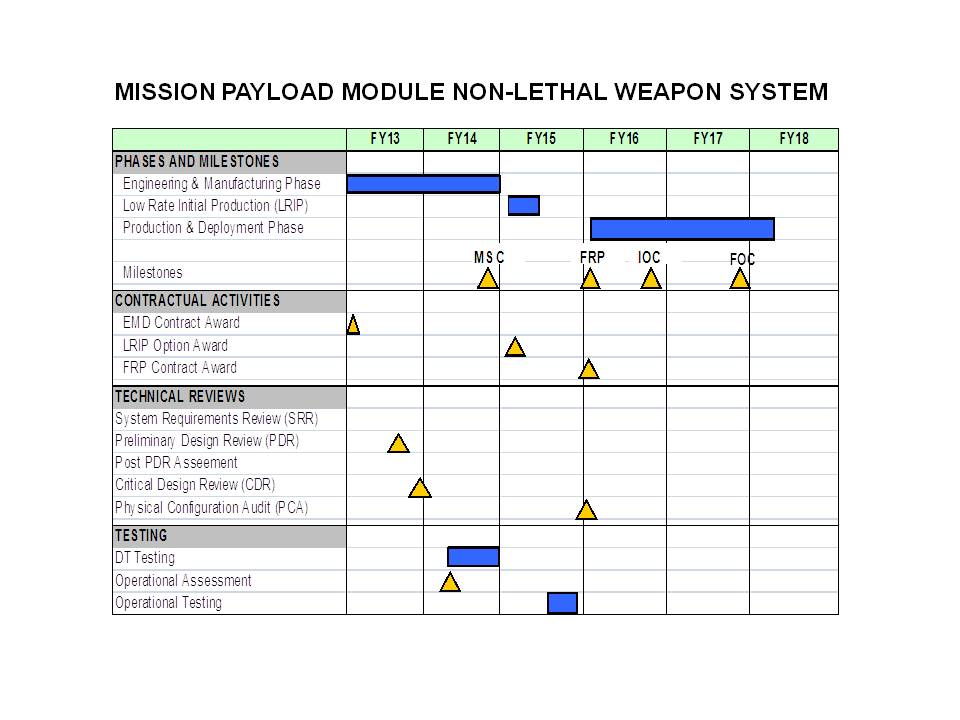 MISSION PAYLOAD MODULE NON-LETHAL WEAPON SYSTEM
FY13 FY14 FY15 FY16 FY17 FY18
PHASES AND MILESTONES
Engineering & Manufacturing Phase
Low Rate Initial Production (LRIP)
Production & Deployment Phase
MS C FRP IOC FOC
Milestones
CONTRACTUAL ACTIVITIES
EMD Contract Award
LRIP Option Award
FRP Contract Award
TECHNICAL REVIEWS
System Requirements Review (SRR)
Preliminary Design Review (PDR)
Post PDR Asseement
Critical Design Review (CDR)
Physical Configuration Audit (PCA)
TESTING
DT Testing
Operational Assessment
Operational Testing